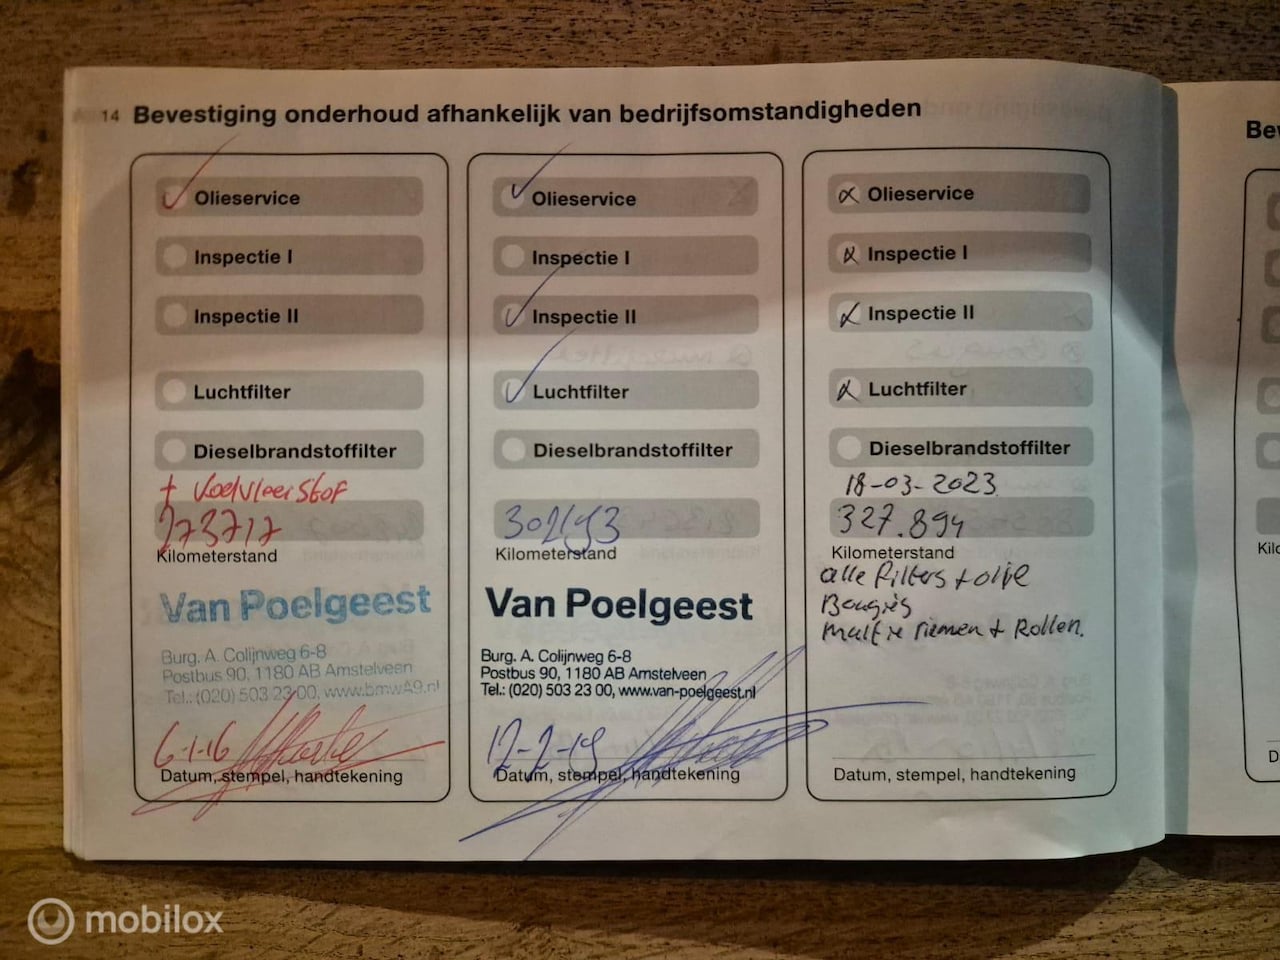 14 Bevestiging onderhoud afhankelijk van bedrijfsomstandigheden
Olieservice
Inspectie I
Inspectie II
Luchtfilter
Dieselbrandstoffilter
+ koelvloeistof
273717
Kilometerstand
Van Poelgeest
Burg. A. Colijnweg 6-8
Postbus 90, 1180 AB Amstelveen
Tel.: (020) 503 23 00, www.bmwA9.nl
6-1-16
Datum, stempel, handtekening
Olieservice
Inspectie I
Inspectie II
Luchtfilter
Dieselbrandstoffilter
Kilometerstand
Van Poelgeest
Burg. A. Colijnweg 6-8
Postbus 90, 1180 AB Amstelveen
Tel.: (020) 503 23 00, www.van-poelgeest.nl
12-2-19
Datum, stempel, handtekening
Olieservice
Inspectie I
Inspectie II
Luchtfilter
Dieselbrandstoffilter
18-03-2023
327.894
Kilometerstand
alle filters + olie
Bougies
riemen + Rollen.
Datum, stempel, handtekening
mobilox